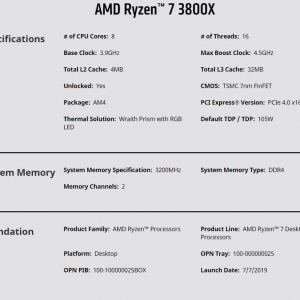 AMD Ryzen™ 7 3800X
cifications
# of CPU Cores: 8
# of Threads: 16
Base Clock: 3.9GHz
Max Boost Clock: 4.5GHz
Total L2 Cache: 4MB
Total L3 Cache: 32MB
Unlocked: Yes
CMOS: TSMC 7nm FinFET
Package: AM4
PCI Express® Version: PCIe 4.0 x16
Thermal Solution: Wraith Prism with RGB
LED
Default TDP / TDP: 105W
tem Memory
System Memory Specification: 3200MHz
System Memory Type: DDR4
Memory Channels: 2
ndation
Product Family: AMD Ryzen™ Processors
Product Line: AMD Ryzen™ 7 Deskt
Processors
Platform: Desktop
OPN Tray: 100-000000025
OPN PIB: 100-100000025BOX
Launch Date: 7/7/2019